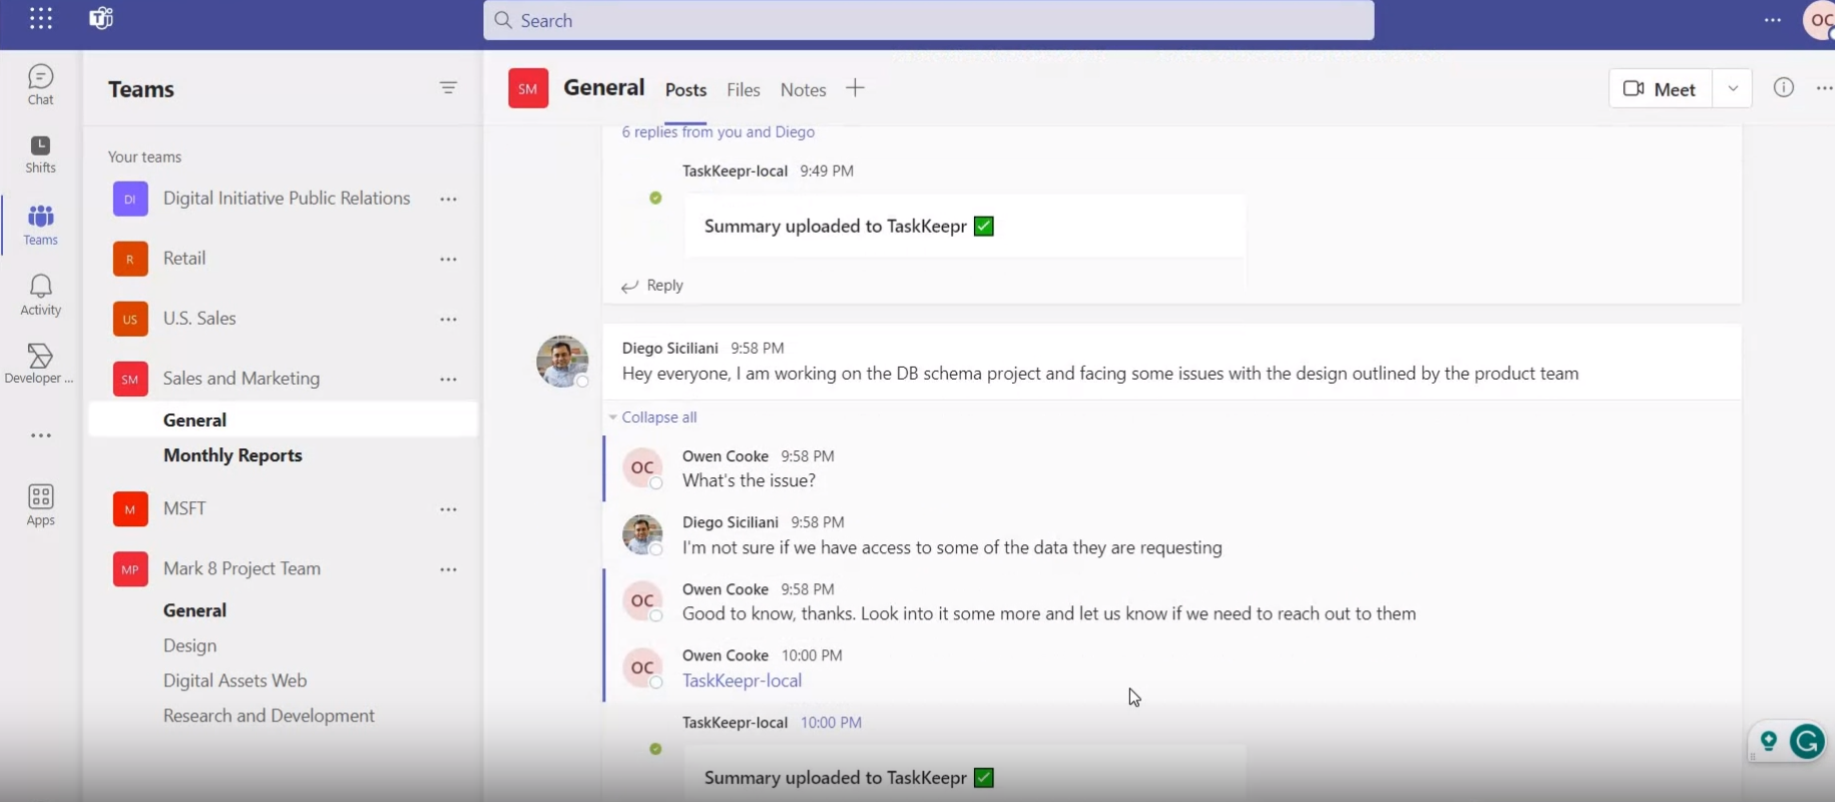 Search
OC
Chat
Shifts
Teams
Activity
Developer ...
Apps
Teams
Your teams
DI Digital Initiative Public Relations
R Retail
US U.S. Sales
SM Sales and Marketing
General
Monthly Reports
M MSFT
MP Mark 8 Project Team
General
Design
Digital Assets Web
Research and Development
SM General Posts Files Notes
Meet
6 replies from you and Diego
TaskKeepr-local 9:49 PM
Summary uploaded to TaskKeepr ✅
Reply
Diego Siciliani 9:58 PM
Hey everyone, I am working on the DB schema project and facing some issues with the design outlined by the product team
Collapse all
OC Owen Cooke 9:58 PM
What's the issue?
Diego Siciliani 9:58 PM
I'm not sure if we have access to some of the data they are requesting
OC Owen Cooke 9:58 PM
Good to know, thanks. Look into it some more and let us know if we need to reach out to them
OC Owen Cooke 10:00 PM
TaskKeepr-local
TaskKeepr-local 10:00 PM
Summary uploaded to TaskKeepr ✅